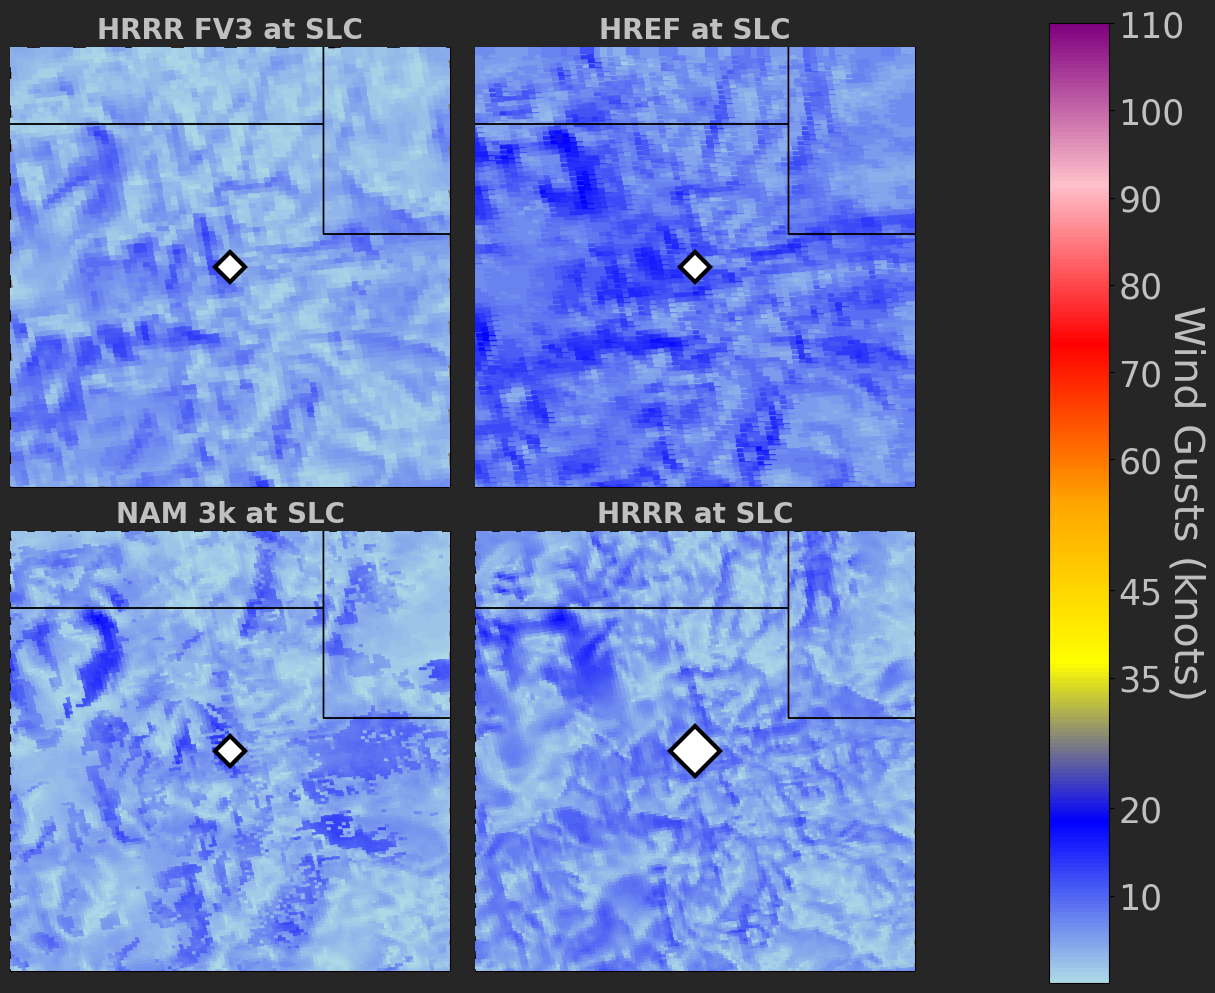 HRRR FV3 at SLC
HREF at SLC
NAM 3k at SLC
HRRR at SLC
110
100
90
80
70
60
45
35
20
10
Wind Gusts (knots)